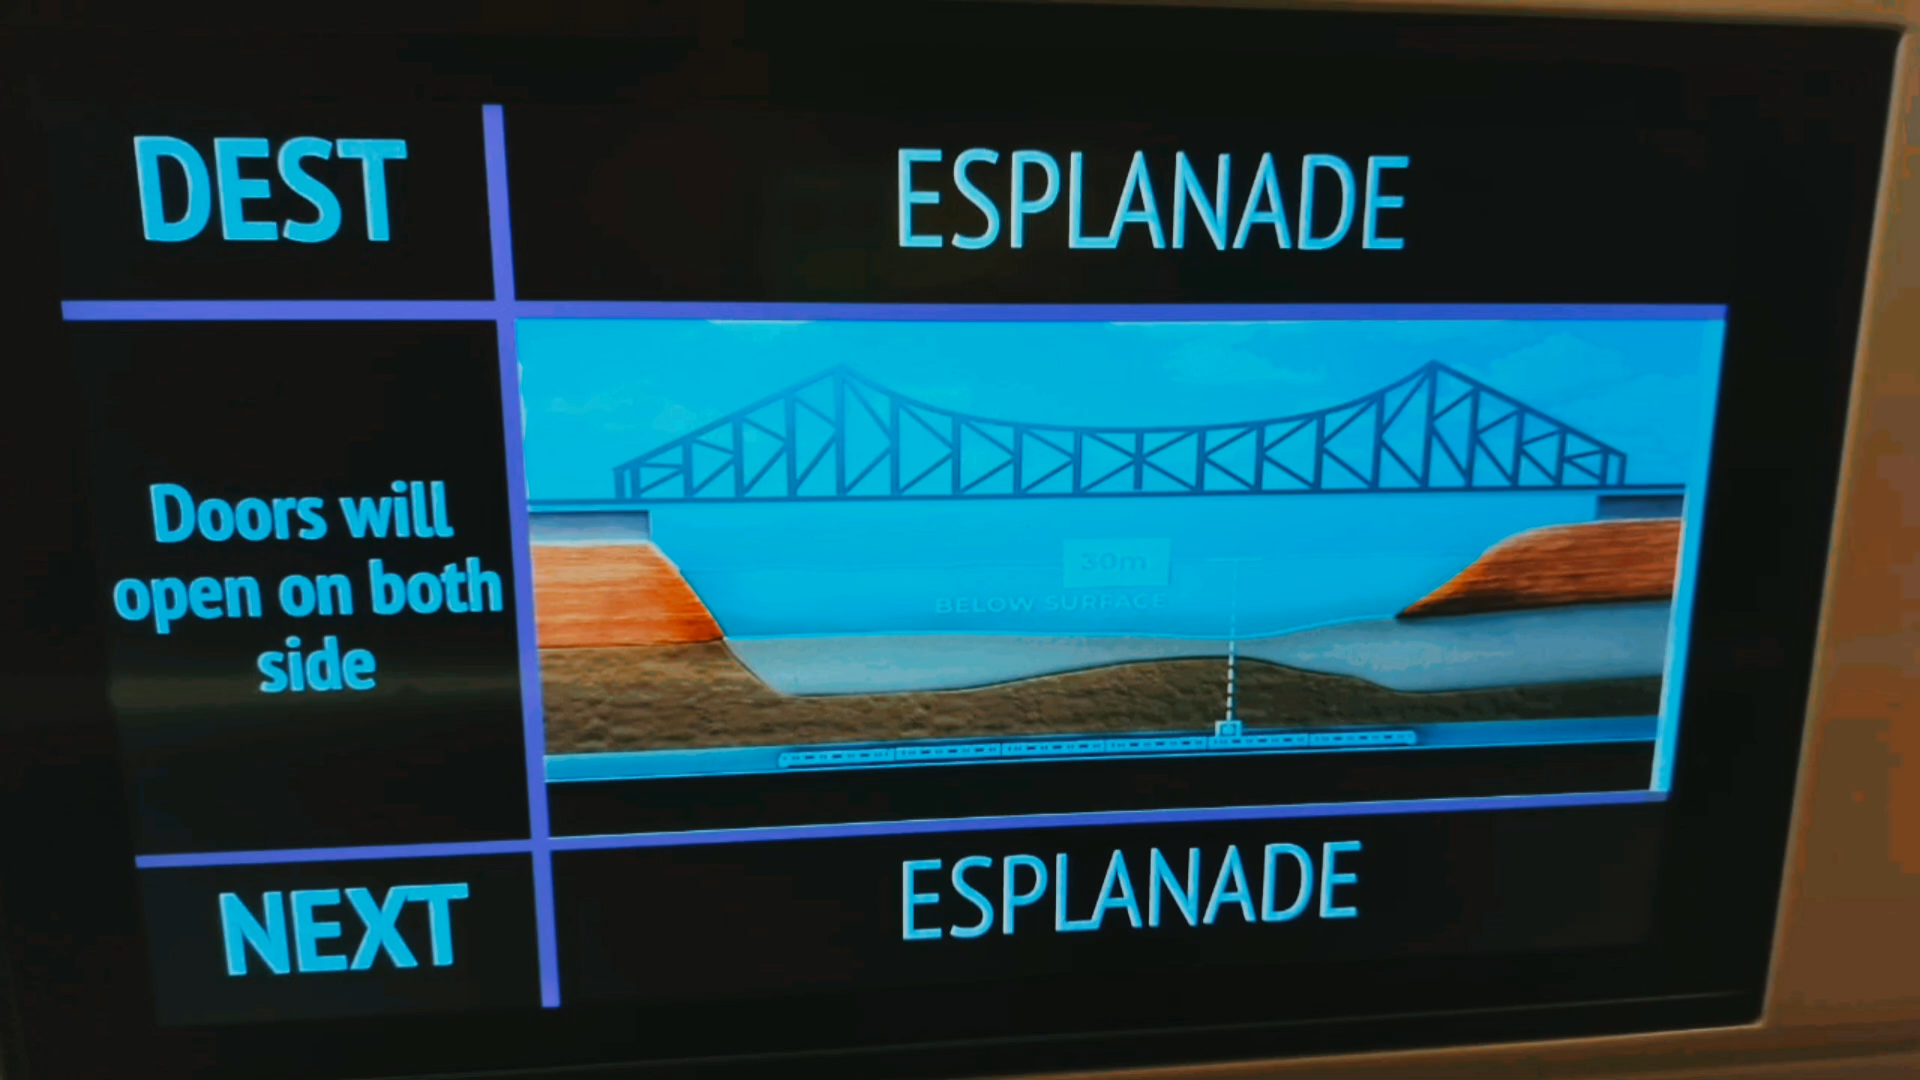 DEST
ESPLANADE
Doors will
open on both
side
30m
BELOW SURFACE
NEXT
ESPLANADE